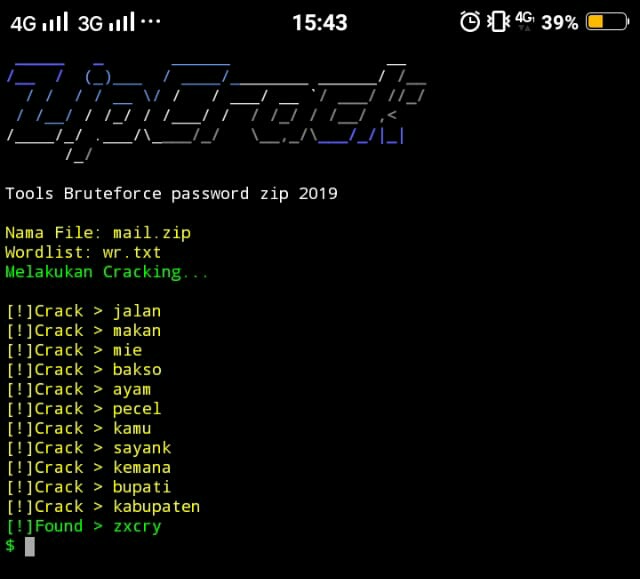 4G 3G ... 15:43 4G 39%
ZipCrack
Tools Bruteforce password zip 2019
Nama File: mail.zip
Wordlist: wr.txt
Melakukan Cracking...
[!]Crack > jalan
[!]Crack > makan
[!]Crack > mie
[!]Crack > bakso
[!]Crack > ayam
[!]Crack > pecel
[!]Crack > kamu
[!]Crack > sayank
[!]Crack > kemana
[!]Crack > bupati
[!]Crack > kabupaten
[!]Found > zxcry
$